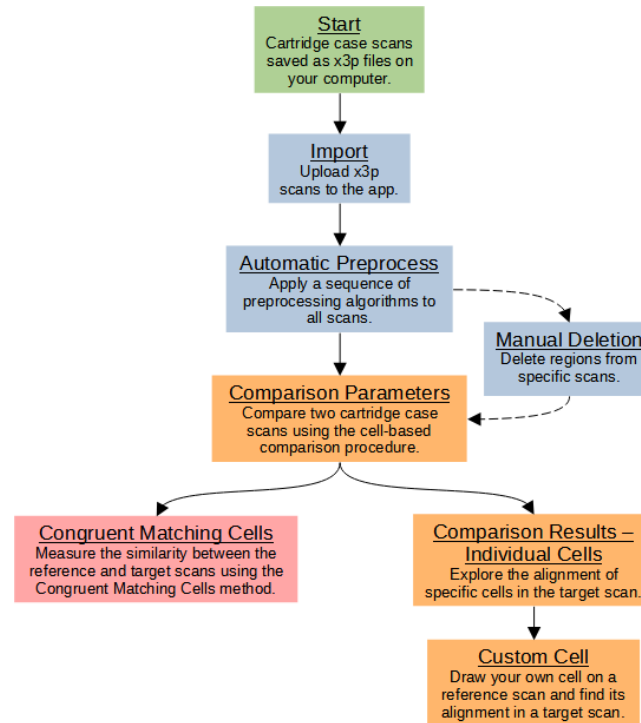 Start
Cartridge case scans
saved as x3p files on
your computer.
Import
Upload x3p
scans to the app.
Automatic Preprocess
Apply a sequence of
preprocessing algorithms to
all scans.
Manual Deletion
Delete regions from
specific scans.
Comparison Parameters
Compare two cartridge case
scans using the cell-based
comparison procedure.
Congruent Matching Cells
Measure the similarity between the
reference and target scans using the
Congruent Matching Cells method.
Comparison Results –
Individual Cells
Explore the alignment of
specific cells in the target scan.
Custom Cell
Draw your own cell on a
reference scan and find its
alignment in a target scan.